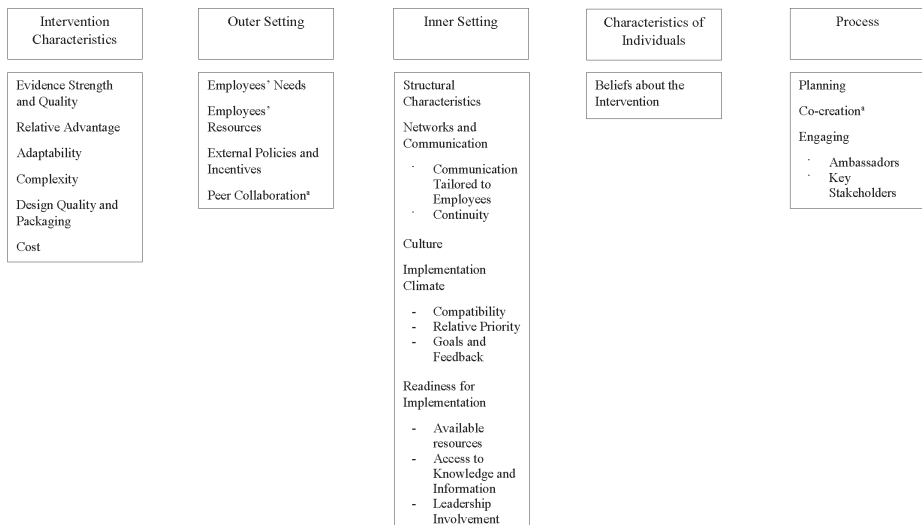 Intervention
Characteristics
Evidence Strength
and Quality
Relative Advantage
Adaptability
Complexity
Design Quality and
Packaging
Cost
Outer Setting
Employees’ Needs
Employees’
Resources
External Policies and
Incentives
Peer Collaborationª
Inner Setting
Structural
Characteristics
Networks and
Communication
· Communication
Tailored to
Employees
· Continuity
Culture
Implementation
Climate
- Compatibility
- Relative Priority
- Goals and
Feedback
Readiness for
Implementation
- Available
resources
- Access to
Knowledge and
Information
- Leadership
Involvement
Characteristics of
Individuals
Beliefs about the
Intervention
Process
Planning
Co-creationª
Engaging
· Ambassadors
· Key
Stakeholders